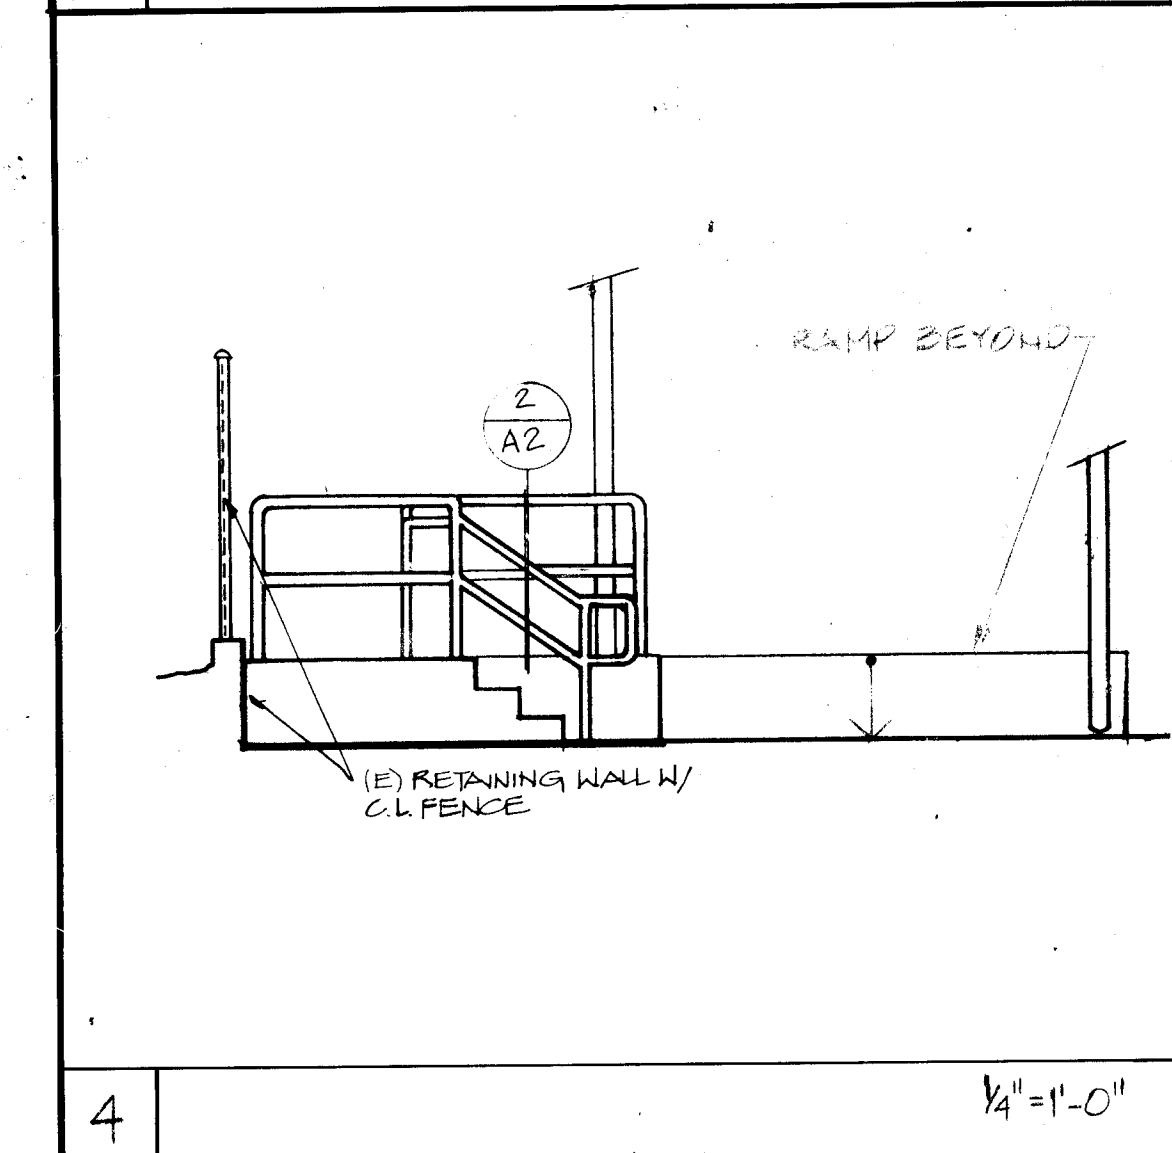 RAMP BEYOND
2
A2
(E) RETAINING WALL W/
C.L. FENCE
4
1/4" = 1'-0"